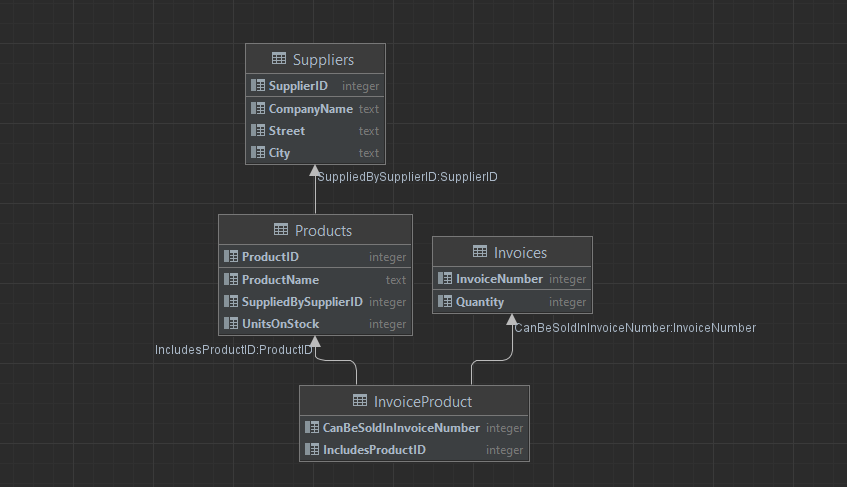 Suppliers
SupplierID integer
CompanyName text
Street text
City text
SuppliedBySupplierID:SupplierID
Products
ProductID integer
ProductName text
SuppliedBySupplierID integer
UnitsOnStock integer
Invoices
InvoiceNumber integer
Quantity integer
CanBeSoldInInvoiceNumber:InvoiceNumber
IncludesProductID:ProductID
InvoiceProduct
CanBeSoldInInvoiceNumber integer
IncludesProductID integer